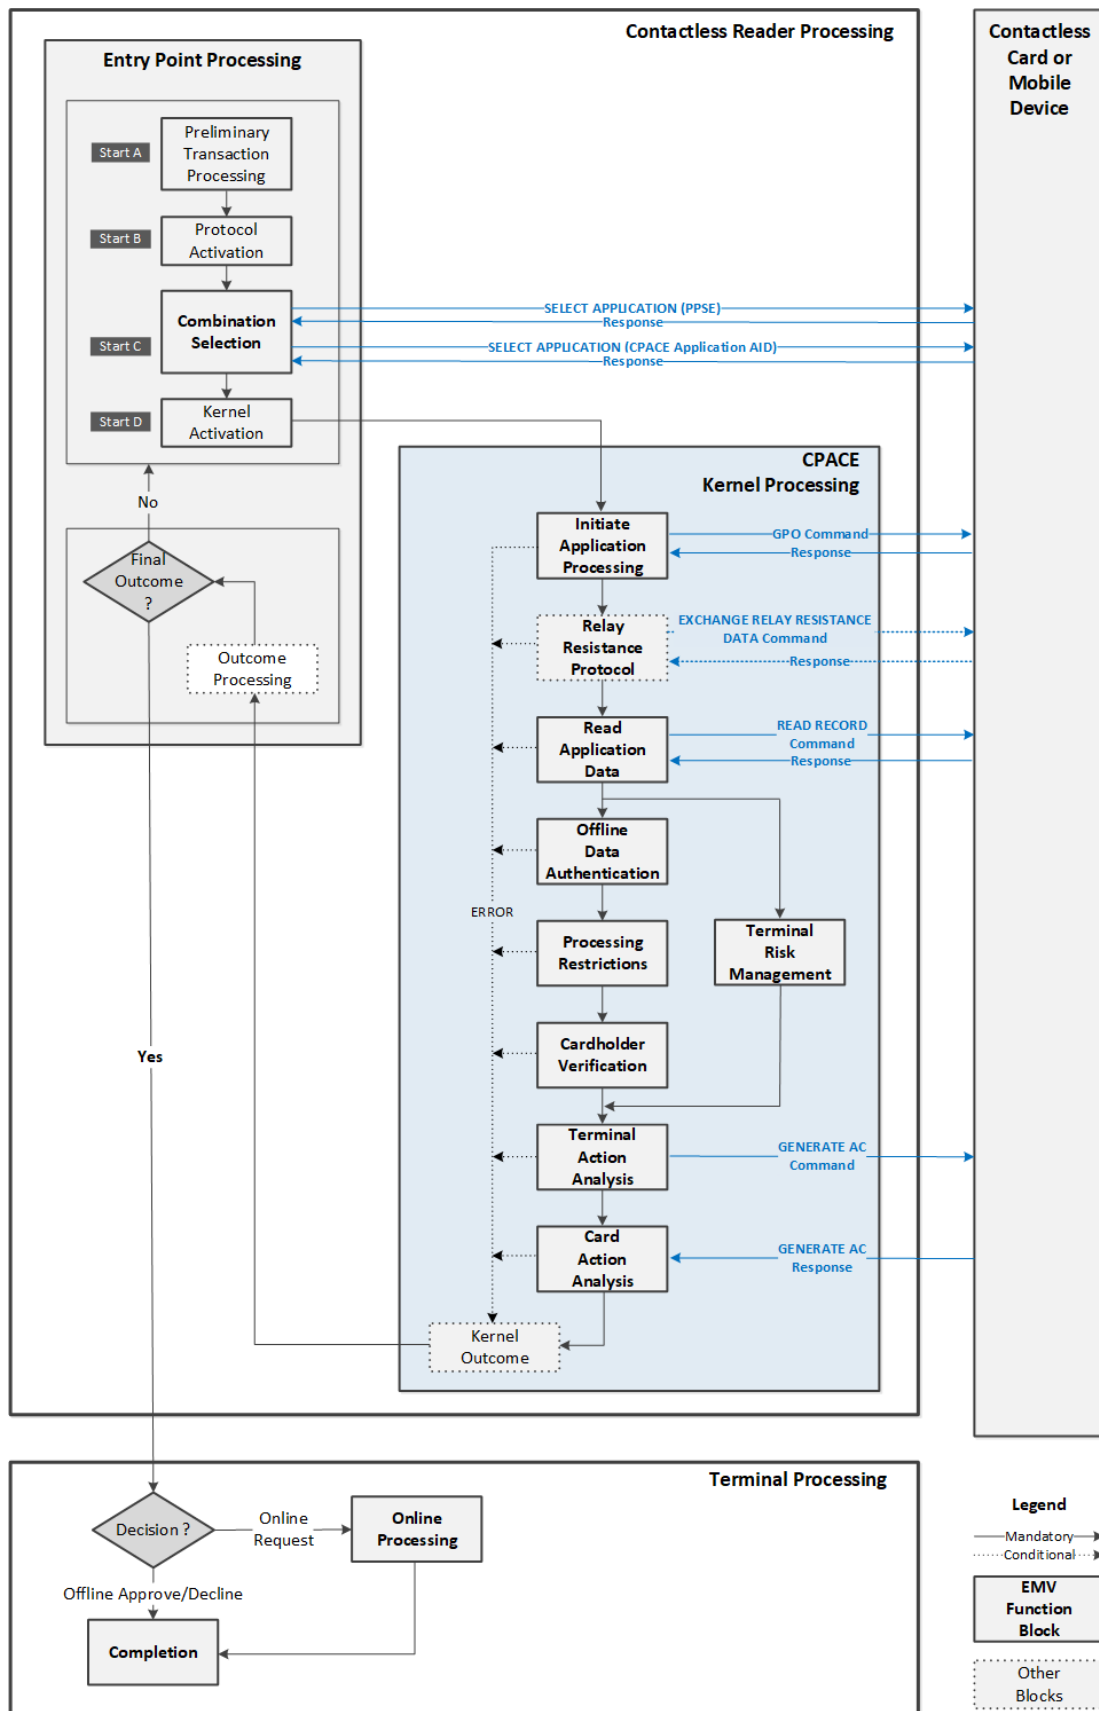 Contactless Reader Processing
Contactless
Card or
Mobile
Device
Entry Point Processing
Start A
Preliminary
Transaction
Processing
Start B
Protocol
Activation
Start C
Combination
Selection
SELECT APPLICATION (PPSE)
Response
SELECT APPLICATION (CPACE Application AID)
Response
Start D
Kernel
Activation
No
Final
Outcome
?
Outcome
Processing
Yes
CPACE
Kernel Processing
Initiate
Application
Processing
GPO Command
Response
Relay
Resistance
Protocol
EXCHANGE RELAY RESISTANCE
DATA Command
Response
Read
Application
Data
READ RECORD
Command
Response
Offline
Data
Authentication
ERROR
Processing
Restrictions
Terminal
Risk
Management
Cardholder
Verification
Terminal
Action
Analysis
GENERATE AC
Command
Card
Action
Analysis
GENERATE AC
Response
Kernel
Outcome
Terminal Processing
Decision ?
Online
Request
Online
Processing
Offline Approve/Decline
Completion
Legend
Mandatory
Conditional
EMV
Function
Block
Other
Blocks